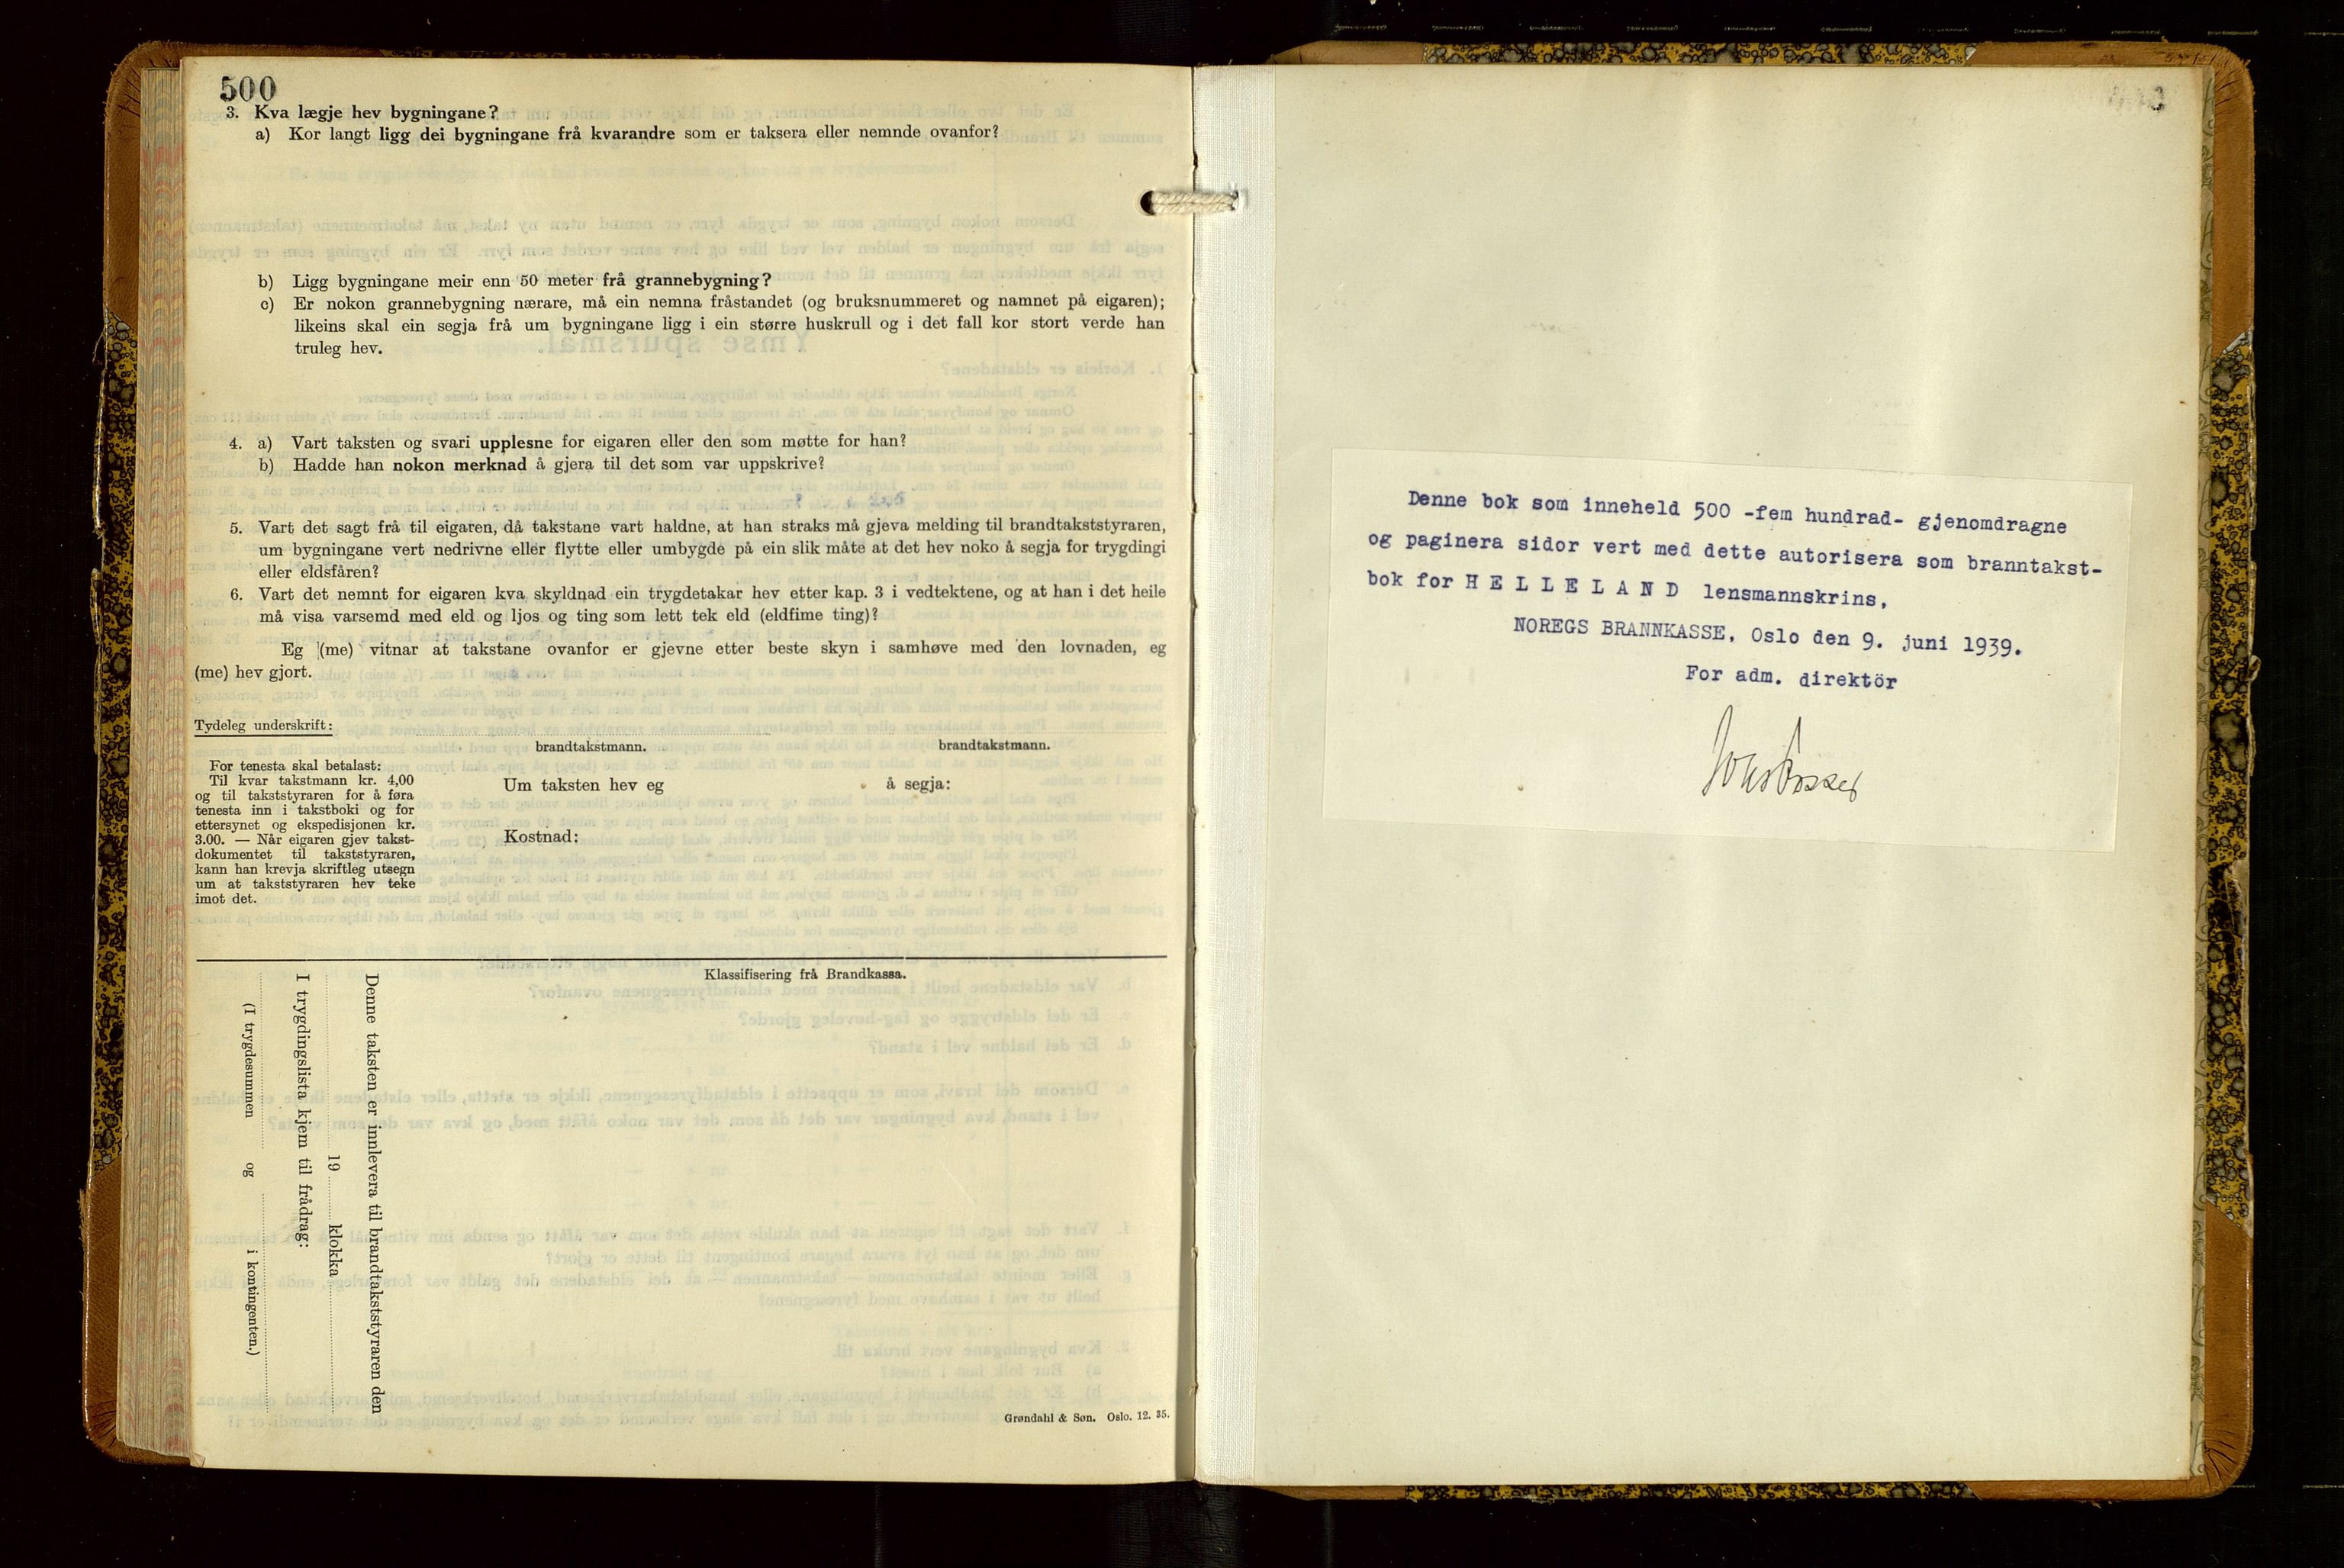 500
3. Kva lægje hev bygningane?
a) Kor langt ligg dei bygningane frå kvarandre som er taksera eller nemnde ovanfor?
b) Ligg bygningane meir enn 50 meter frå grannebygning?
c) Er nokon grannebygning nærare, må ein nemna fråstandet (og bruksnummeret og namnet på eigaren);
likeins skal ein segja frå um bygningane ligg i ein større huskrull og i det fall kor stort verde han
truleg hev.
4. a) Vart taksten og svari upplesne for eigaren eller den som møtte for han?
b) Hadde han nokon merknad å gjera til det som var uppskrive?
5. Vart det sagt frå til eigaren, då takstane vart haldne, at han straks må gjeva melding til brandtakststyraren,
um bygningane vert nedrivne eller flytte eller umbygde på ein slik måte at det hev noko å segja for trygdingi
eller eldsfåren?
6. Vart det nemnt for eigaren kva skyldnad ein trygdetakar hev etter kap. 3 i vedtektene, og at han i det heile
må visa varsemd med eld og ljos og ting som lett tek eld (eldfime ting)?
Eg (me) vitnar at takstane ovanfor er gjevne etter beste skyn i samhøve med den lovnaden, eg
(me) hev gjort.
Tydeleg underskrift:
brandtakstmann. brandtakstmann.
For tenesta skal betalast:
Til kvar takstmann kr. 4,00
og til takststyraren for å føra
tenesta inn i takstboki og for
ettersynet og ekspedisjonen kr.
3.00. — Når eigaren gjev takst-
dokumentet til takststyraren,
kann han krevja skriftleg utsegn
um at takststyraren hev teke
imot det.
Um taksten hev eg å segja:
Kostnad:
Klassifisering frå Brandkassa.
Denne taksten er innlevera til brandtakststyraren den
19 klokka
I trygdingslista kjem til frådrag:
(I trygdesummen og i kontingenten.)
Grøndahl & Søn. Oslo. 12. 35.
Denne bok som inneheld 500 -fem hundrad- gjenomdragne
og paginera sidor vert med dette autorisera som branntakst-
bok for H E L L E L A N D lensmannskrins,
NOREGS BRANNKASSE, Oslo den 9. juni 1939.
For adm. direktör